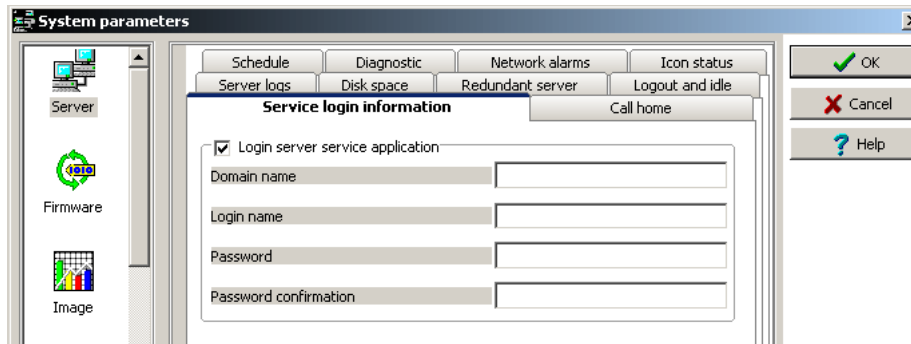 System parameters
Server
Firmware
Image
Schedule Diagnostic Network alarms Icon status
Server logs Disk space Redundant server Logout and idle
Service login information Call home
Login server service application
Domain name
Login name
Password
Password confirmation
OK
Cancel
Help